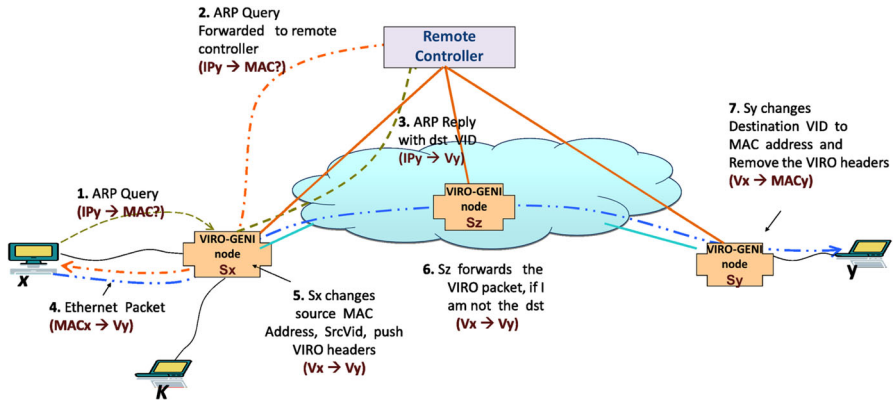 2. ARP Query
Forwarded to remote
controller
(IPy → MAC?)
Remote
Controller
3. ARP Reply
with dst VID
(IPy → Vy)
7. Sy changes
Destination VID to
MAC address and
Remove the VIRO headers
(Vx → MACy)
1. ARP Query
(IPy → MAC?)
VIRO-GENI
node
Sz
VIRO-GENI
node
Sx
VIRO-GENI
node
Sy
x
y
4. Ethernet Packet
(MACx → Vy)
5. Sx changes
source MAC
Address, SrcVid, push
VIRO headers
(Vx → Vy)
6. Sz forwards the
VIRO packet, if I
am not the dst
(Vx → Vy)
K